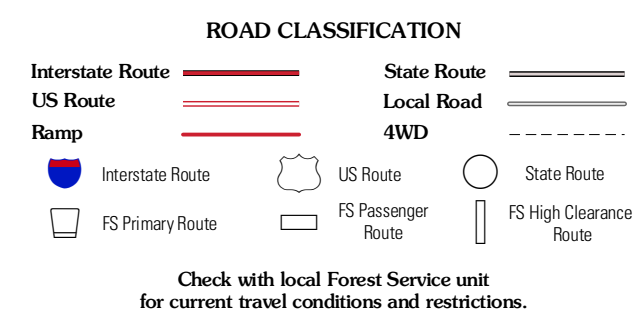 ROAD CLASSIFICATION
Interstate Route
State Route
US Route
Local Road
Ramp
4WD
Interstate Route
US Route
State Route
FS Primary Route
FS Passenger
Route
FS High Clearance
Route
Check with local Forest Service unit
for current travel conditions and restrictions.